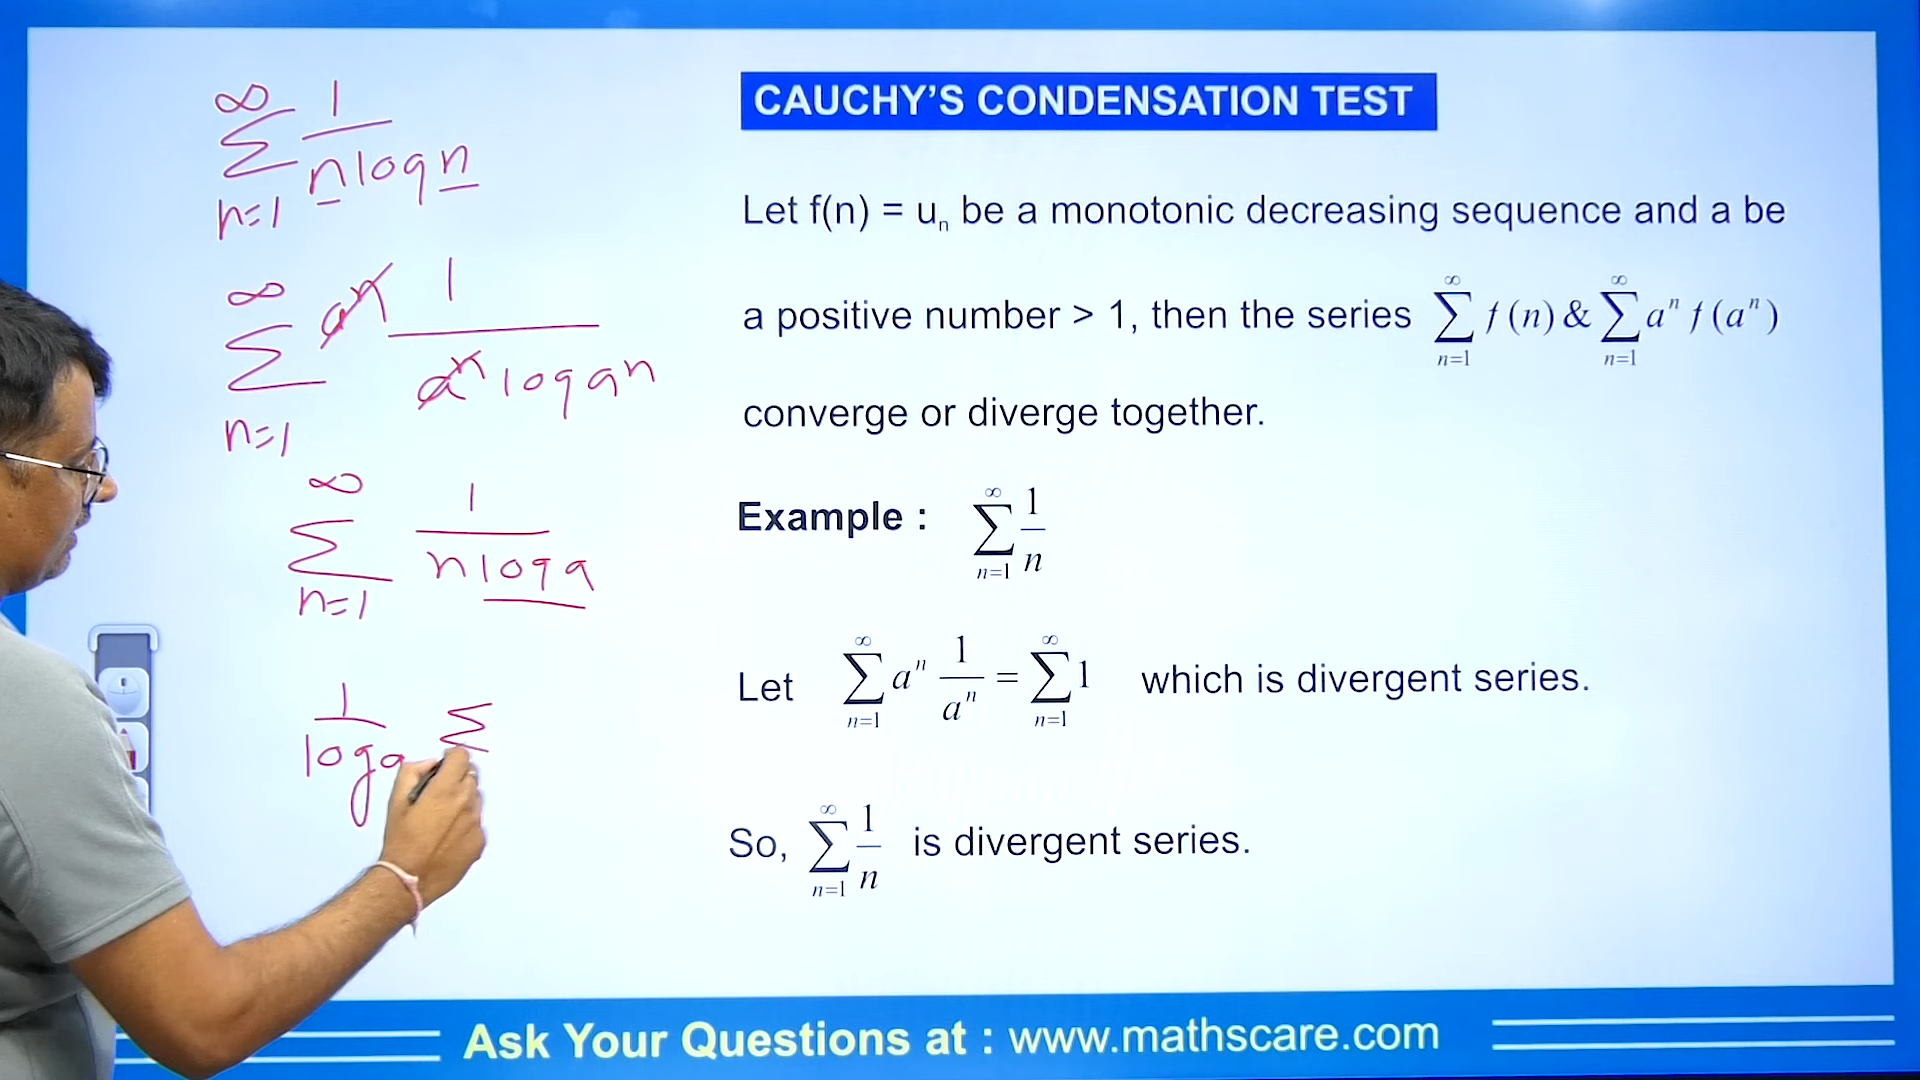 ∞
∑ 1/(n log n)
n=1
∞
∑ aⁿ 1/(aⁿ log aⁿ)
n=1
∞
∑ 1/(n log a)
n=1
1/(log a) ∑
CAUCHY’S CONDENSATION TEST
Let f(n) = uₙ be a monotonic decreasing sequence and a be
a positive number > 1, then the series ∞∑n=1 f(n) & ∞∑n=1 aⁿ f(aⁿ)
converge or diverge together.
Example : ∞∑n=1 1/n
Let ∞∑n=1 aⁿ 1/aⁿ = ∞∑n=1 1 which is divergent series.
So, ∞∑n=1 1/n is divergent series.
Ask Your Questions at : www.mathscare.com